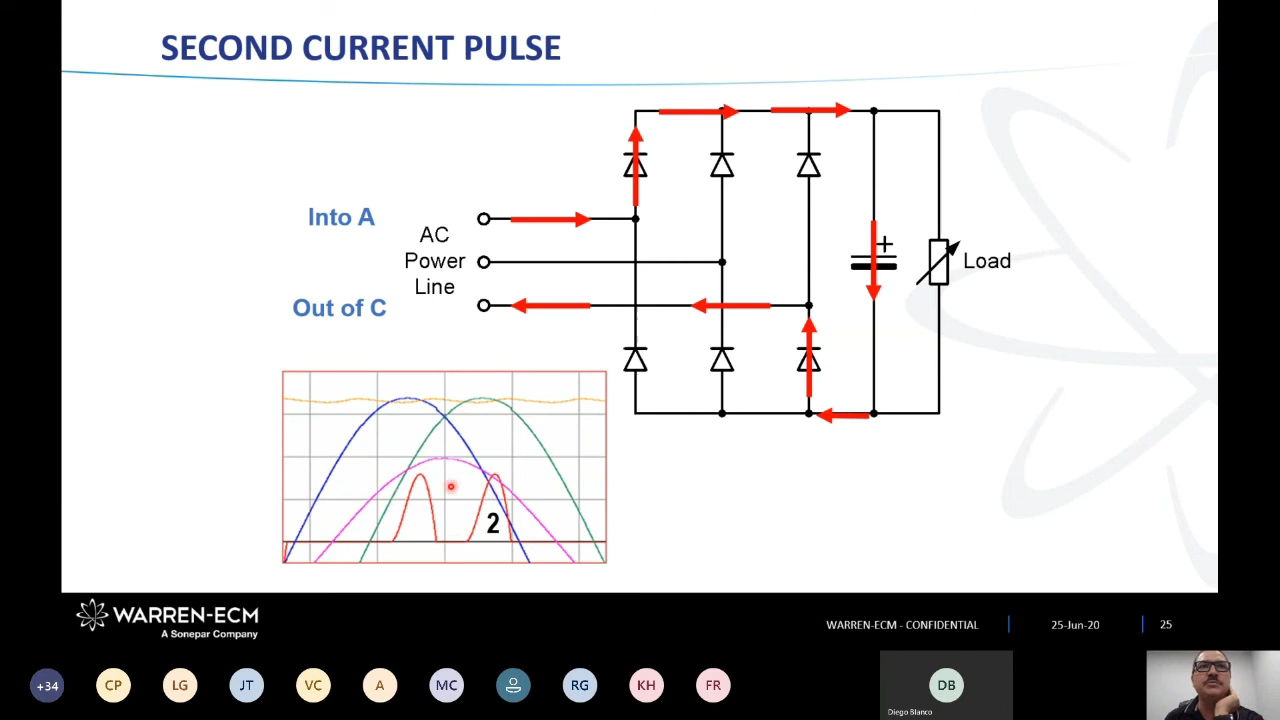 SECOND CURRENT PULSE
Into A
AC
Power
Line
Out of C
+
Load
2
WARREN-ECM
A Sonepar Company
WARREN-ECM - CONFIDENTIAL
25-Jun-20
25
+34
CP
LG
JT
VC
A
MC
RG
KH
FR
DB
Diego Blanco